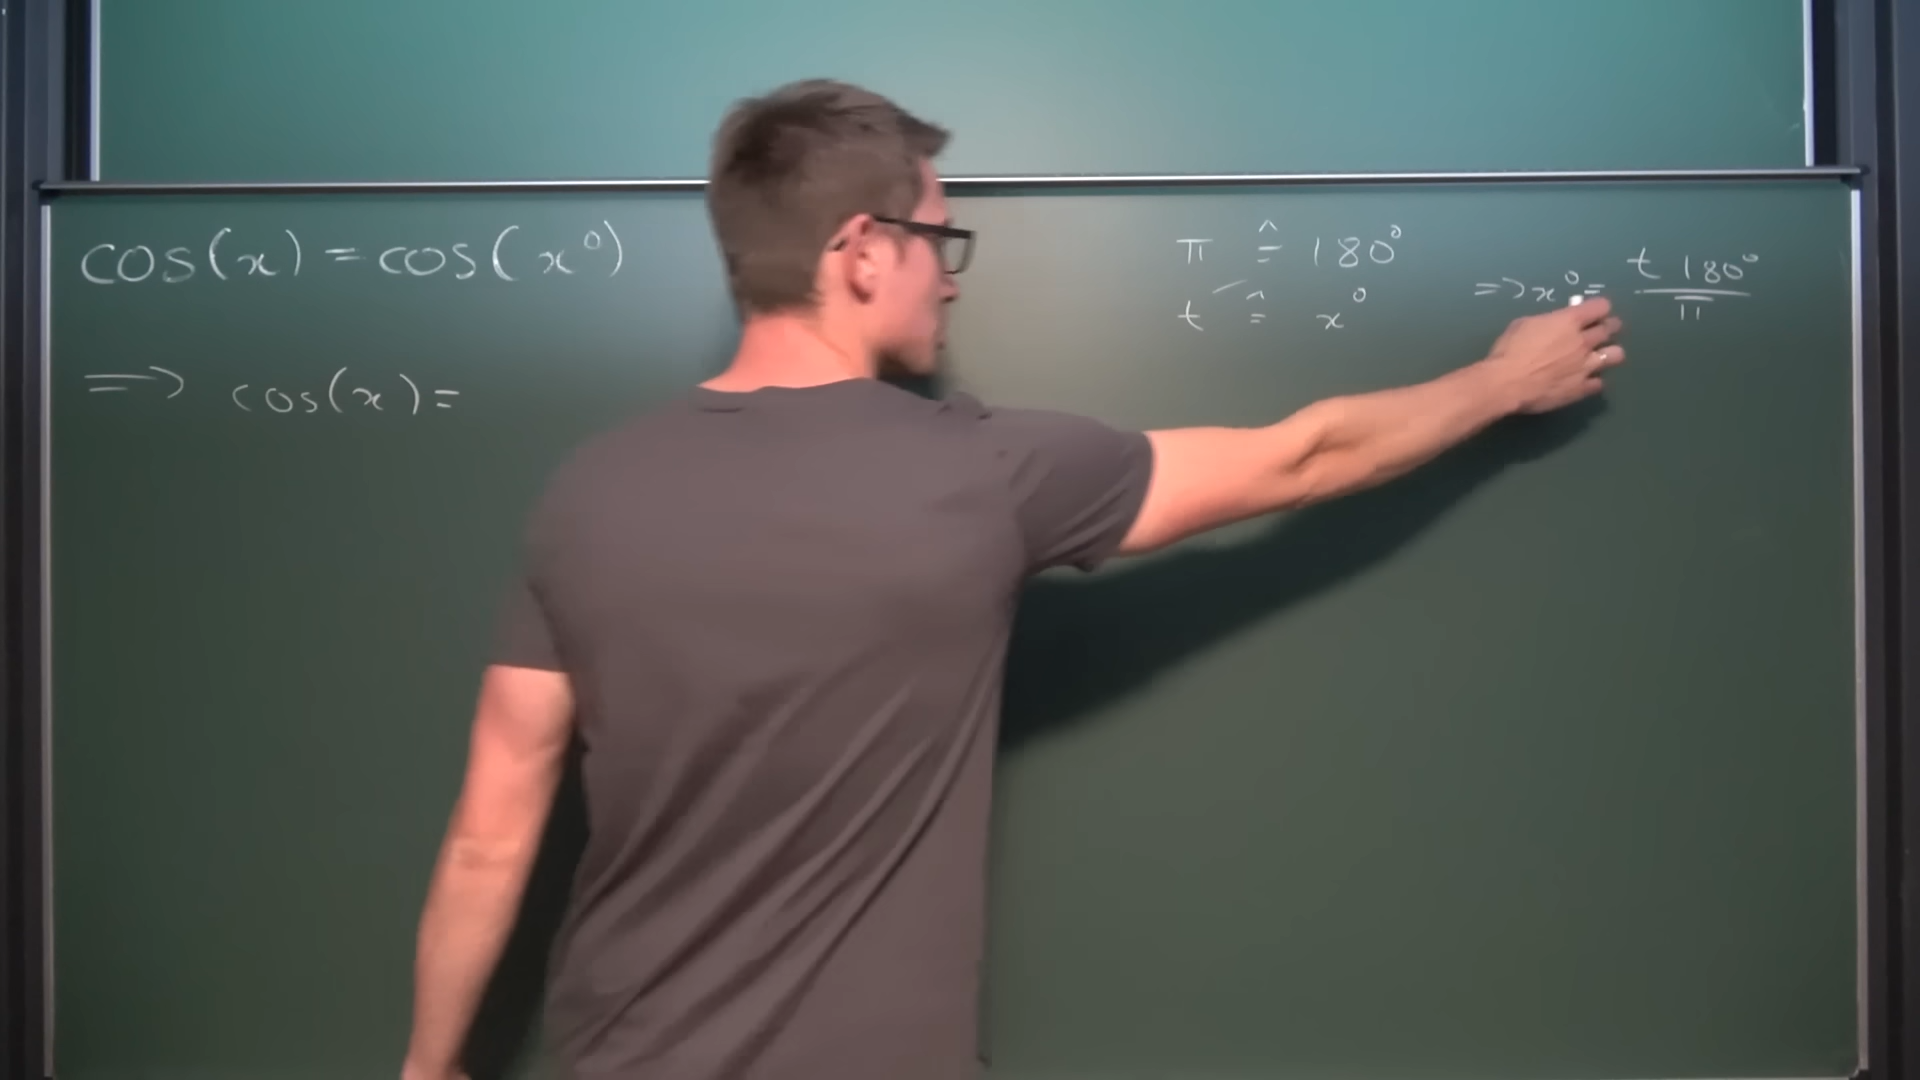 cos(x) = cos(x°)
=> cos(x) =
π ≙ 180°
t ≙ x°
=> x° = t 180° / π